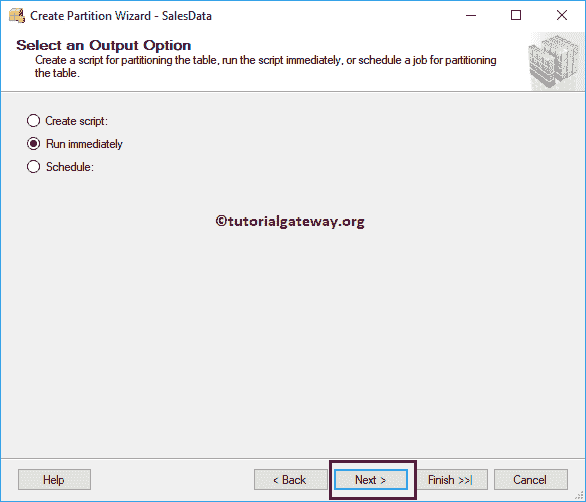 Create Partition Wizard - SalesData
Select an Output Option
Create a script for partitioning the table, run the script immediately, or schedule a job for partitioning
the table.
Create script:
Run immediately
Schedule:
©tutorialgateway.org
Help
< Back
Next >
Finish >>|
Cancel